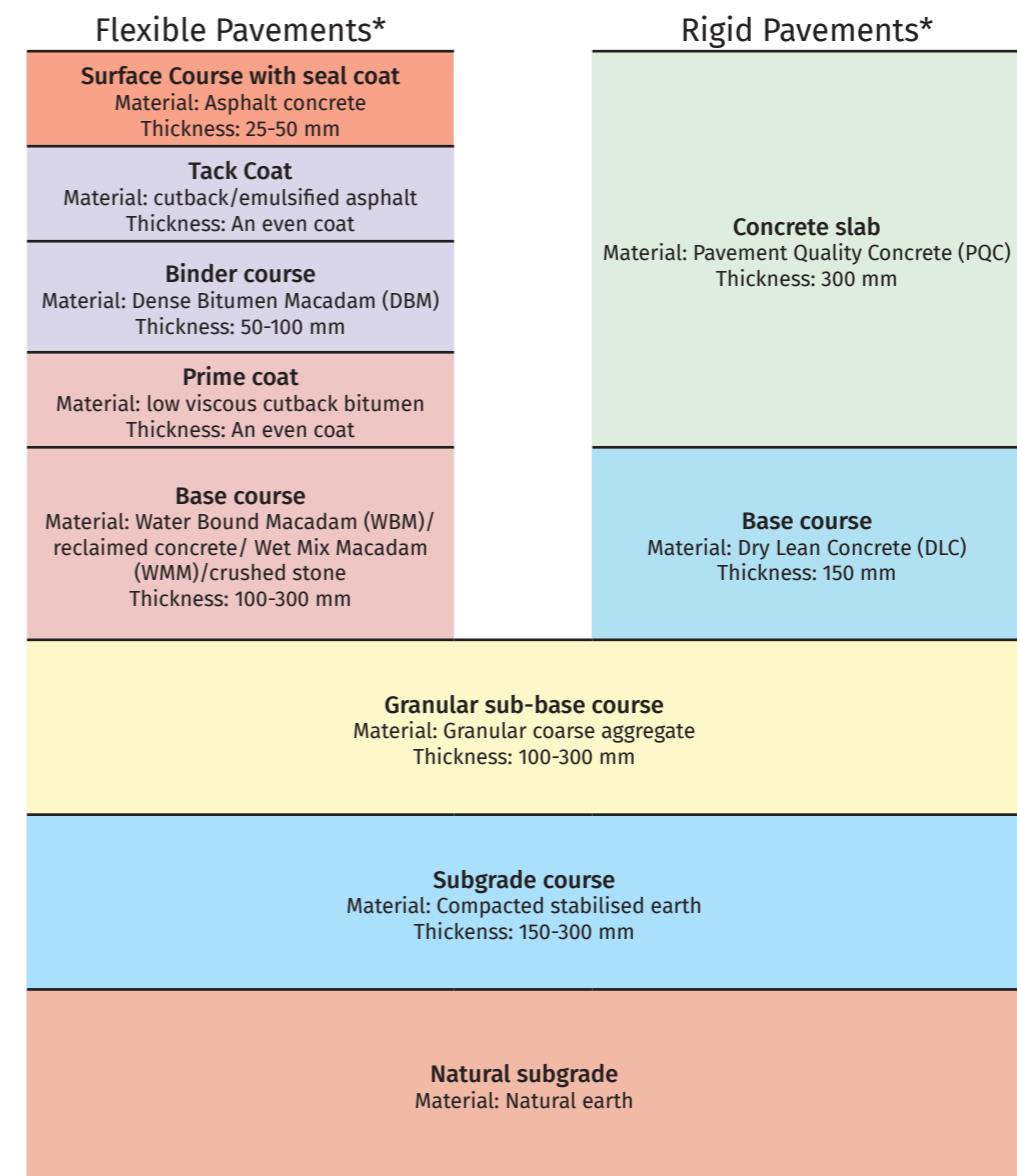 Flexible Pavements*
Surface Course with seal coat
Material: Asphalt concrete
Thickness: 25-50 mm
Tack Coat
Material: cutback/emulsified asphalt
Thickness: An even coat
Binder course
Material: Dense Bitumen Macadam (DBM)
Thickness: 50-100 mm
Prime coat
Material: low viscous cutback bitumen
Thickness: An even coat
Base course
Material: Water Bound Macadam (WBM)/
reclaimed concrete/ Wet Mix Macadam
(WMM)/crushed stone
Thickness: 100-300 mm
Rigid Pavements*
Concrete slab
Material: Pavement Quality Concrete (PQC)
Thickness: 300 mm
Base course
Material: Dry Lean Concrete (DLC)
Thickness: 150 mm
Granular sub-base course
Material: Granular coarse aggregate
Thickness: 100-300 mm
Subgrade course
Material: Compacted stabilised earth
Thickenss: 150-300 mm
Natural subgrade
Material: Natural earth